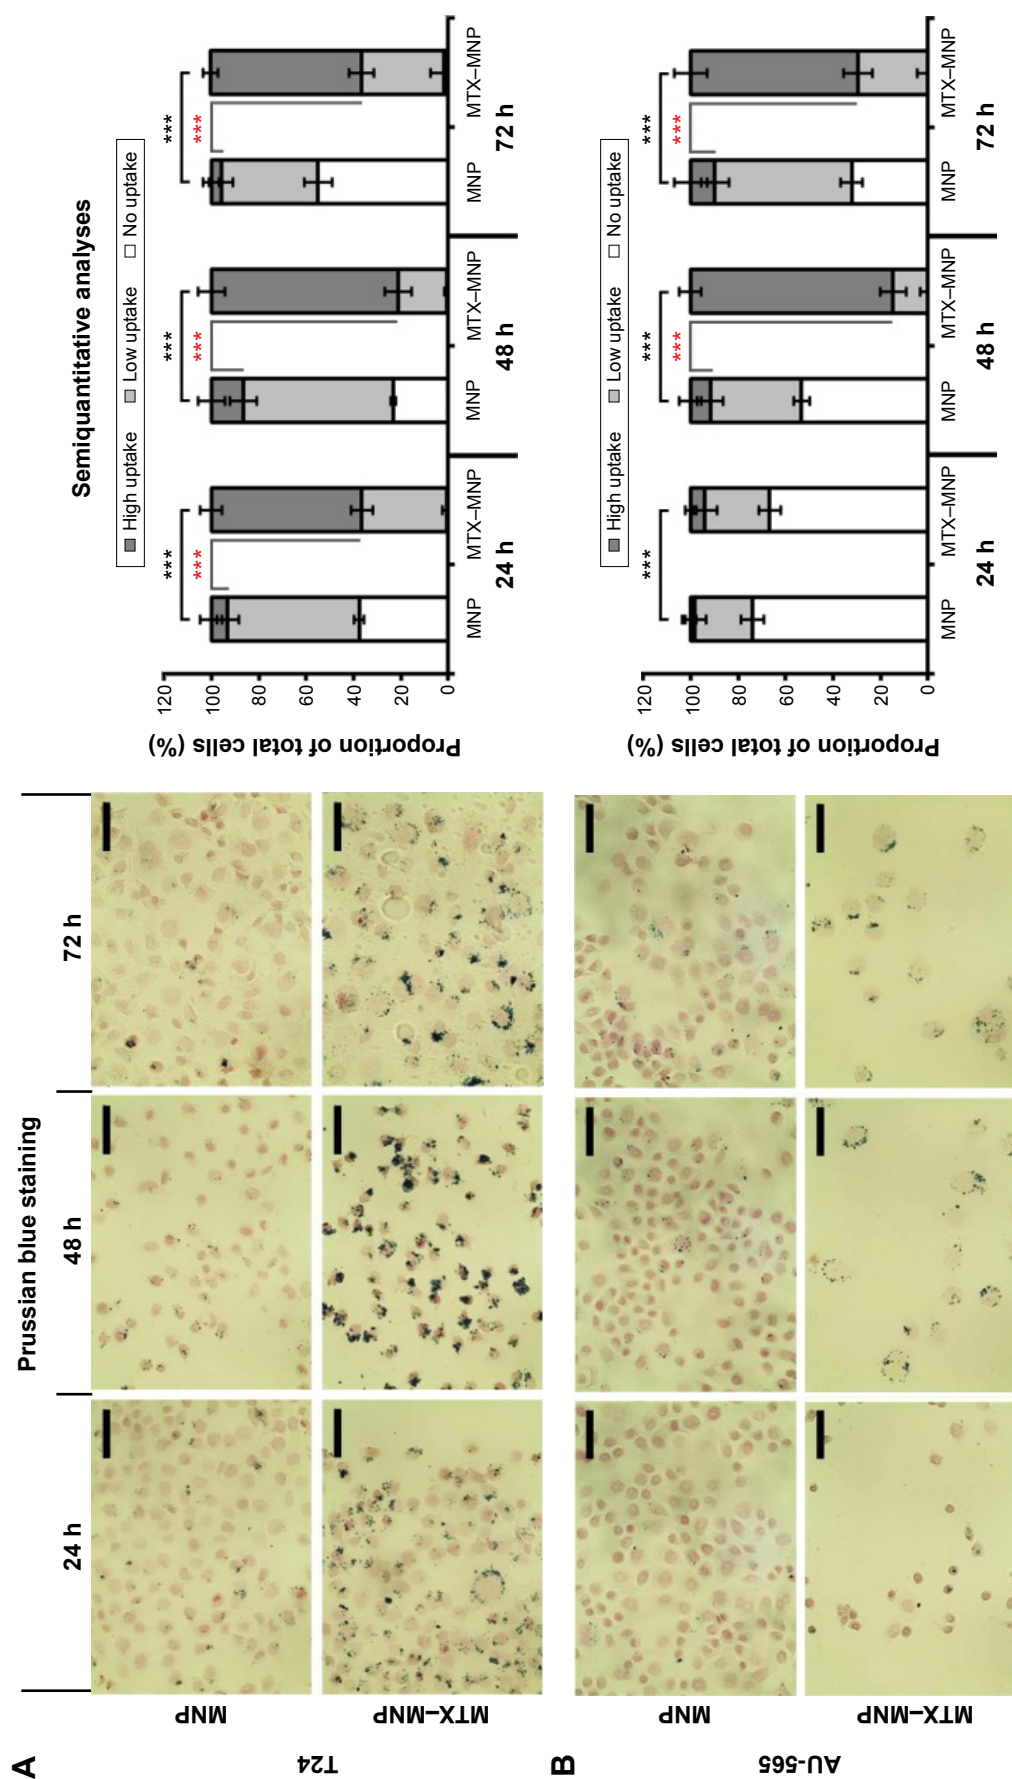 A
Prussian blue staining
24 h
48 h
72 h
MNP
MTX–MNP
T24
Semiquantitative analyses
High uptake
Low uptake
No uptake
***
***
***
***
***
***
Proportion of total cells (%)
120
100
80
60
40
20
0
MNP
MTX–MNP
MNP
MTX–MNP
MNP
MTX–MNP
24 h
48 h
72 h
B
MNP
MTX–MNP
AU-565
High uptake
Low uptake
No uptake
***
***
***
***
***
Proportion of total cells (%)
120
100
80
60
40
20
0
MNP
MTX–MNP
MNP
MTX–MNP
MNP
MTX–MNP
24 h
48 h
72 h